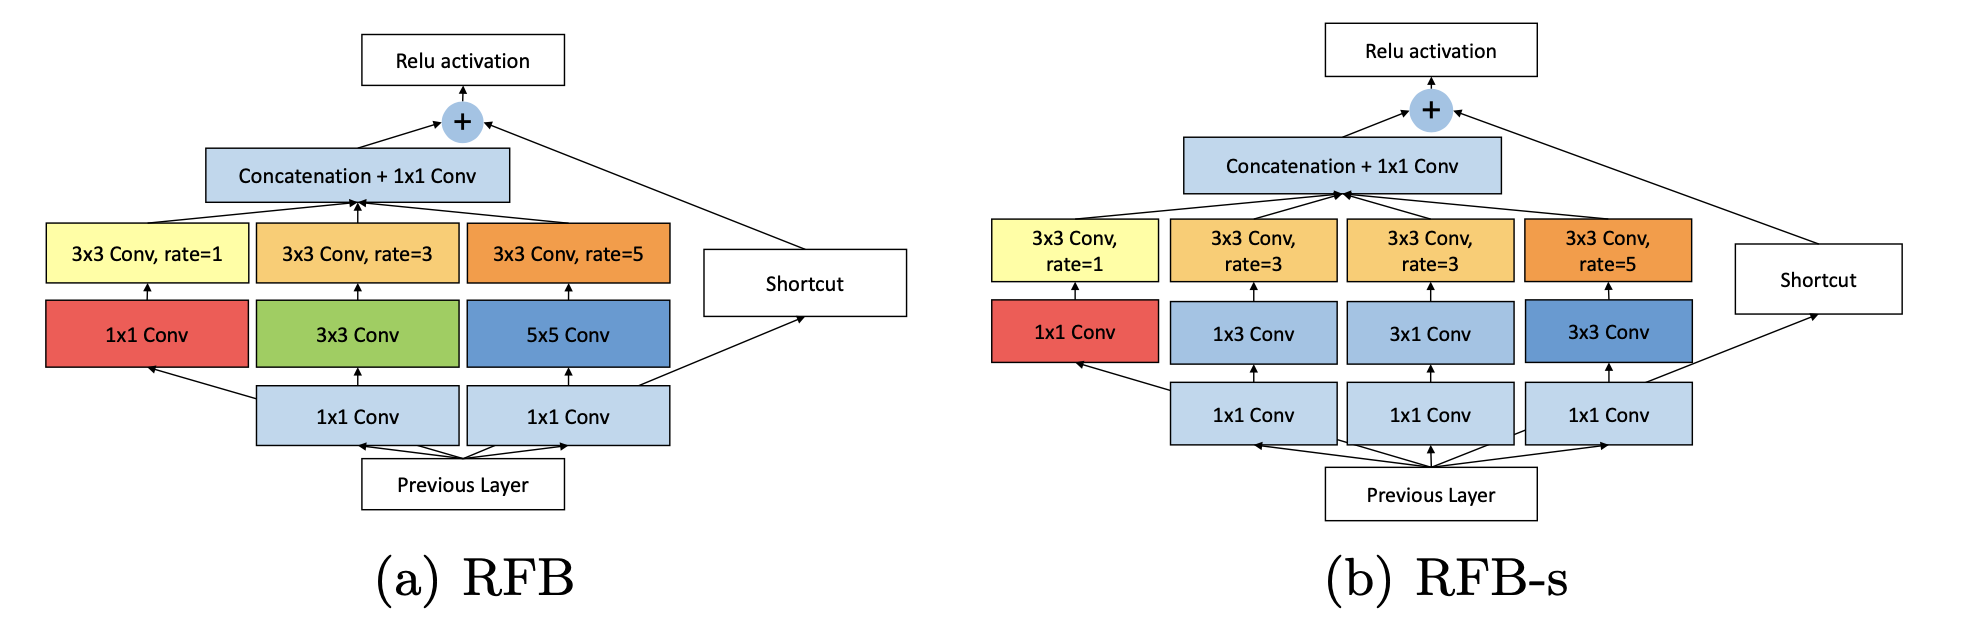 Relu activation
+
Concatenation + 1x1 Conv
3x3 Conv, rate=1
3x3 Conv, rate=3
3x3 Conv, rate=5
Shortcut
1x1 Conv
3x3 Conv
5x5 Conv
1x1 Conv
1x1 Conv
Previous Layer
(a) RFB
Relu activation
+
Concatenation + 1x1 Conv
3x3 Conv,
rate=1
3x3 Conv,
rate=3
3x3 Conv,
rate=3
3x3 Conv,
rate=5
Shortcut
1x1 Conv
1x3 Conv
3x1 Conv
3x3 Conv
1x1 Conv
1x1 Conv
1x1 Conv
Previous Layer
(b) RFB-s